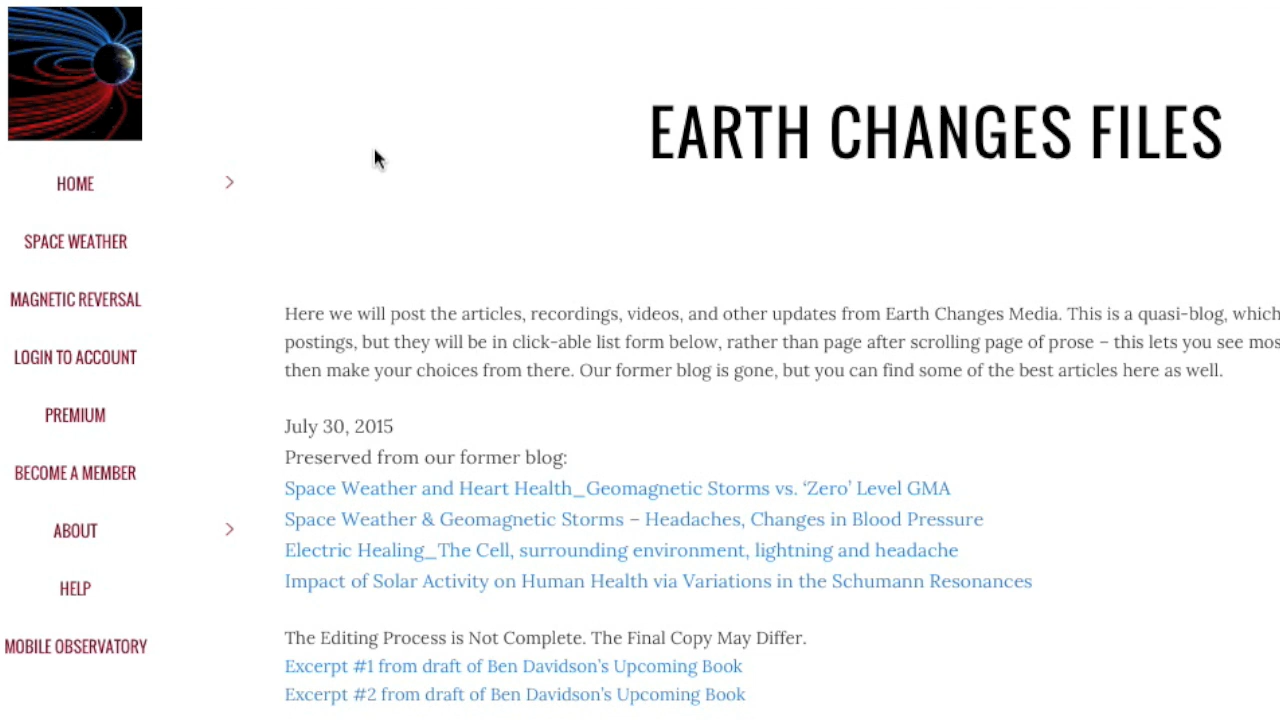 EARTH CHANGES FILES
HOME
SPACE WEATHER
MAGNETIC REVERSAL
LOGIN TO ACCOUNT
PREMIUM
BECOME A MEMBER
ABOUT
HELP
MOBILE OBSERVATORY
Here we will post the articles, recordings, videos, and other updates from Earth Changes Media. This is a quasi-blog, which
postings, but they will be in click-able list form below, rather than page after scrolling page of prose – this lets you see mos
then make your choices from there. Our former blog is gone, but you can find some of the best articles here as well.
July 30, 2015
Preserved from our former blog:
Space Weather and Heart Health_Geomagnetic Storms vs. ‘Zero’ Level GMA
Space Weather & Geomagnetic Storms – Headaches, Changes in Blood Pressure
Electric Healing_The Cell, surrounding environment, lightning and headache
Impact of Solar Activity on Human Health via Variations in the Schumann Resonances
The Editing Process is Not Complete. The Final Copy May Differ.
Excerpt #1 from draft of Ben Davidson’s Upcoming Book
Excerpt #2 from draft of Ben Davidson’s Upcoming Book